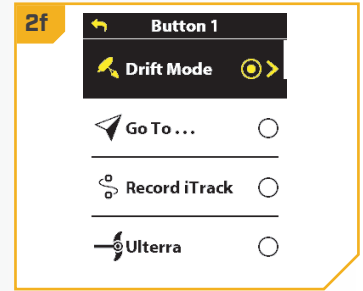 2f
Button 1
Drift Mode
Go To ...
Record iTrack
Ulterra